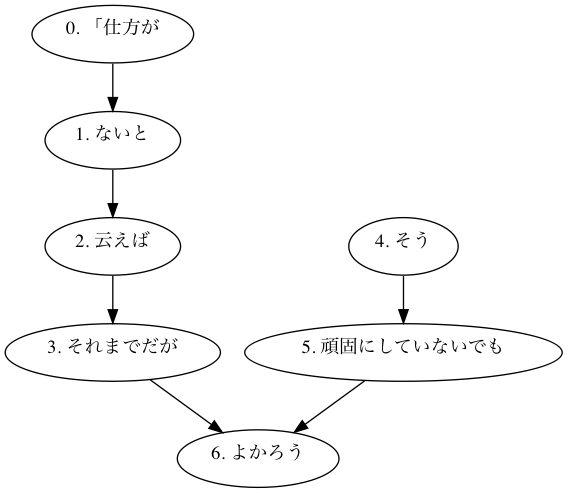 0. 「仕方が
1. ないと
2. 云えば
4. そう
3. それまでだが
5. 頑固にしていないでも
6. よかろう